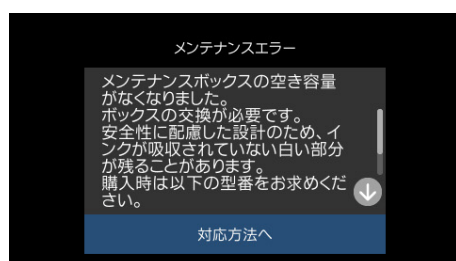 メンテナンスエラー
メンテナンスボックスの空き容量
がなくなりました。
ボックスの交換が必要です。
安全性に配慮した設計のため、イ
ンクが吸収されていない白い部分
が残ることがあります。
購入時は以下の型番をお求めくだ
さい。
対応方法へ